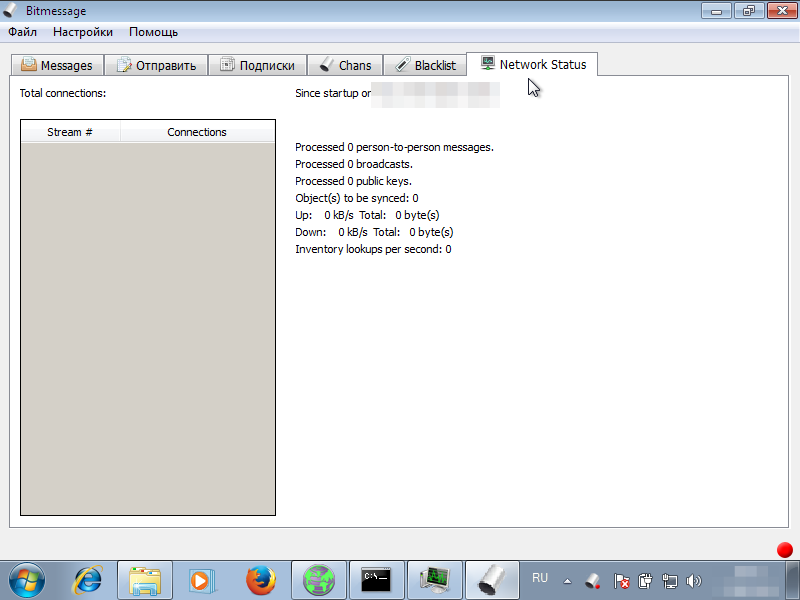 Bitmessage
Файл Настройки Помощь
Messages Отправить Подписки Chans Blacklist Network Status
Total connections:
Since startup on
Stream # Connections
Processed 0 person-to-person messages.
Processed 0 broadcasts.
Processed 0 public keys.
Object(s) to be synced: 0
Up: 0 kB/s Total: 0 byte(s)
Down: 0 kB/s Total: 0 byte(s)
Inventory lookups per second: 0
C:\_
RU